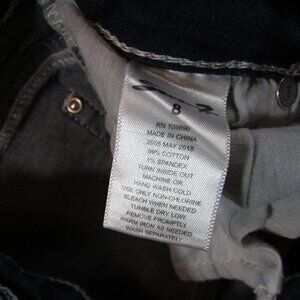 8
RN 109890
MADE IN CHINA
2008 MAY 2018
99% COTTON
1% SPANDEX
TURN INSIDE OUT
MACHINE OR
HAND WASH COLD
USE ONLY NON-CHLORINE
BLEACH WHEN NEEDED
TUMBLE DRY LOW
REMOVE PROMPTLY
WARM IRON AS NEEDED
WASH SEPARATELY